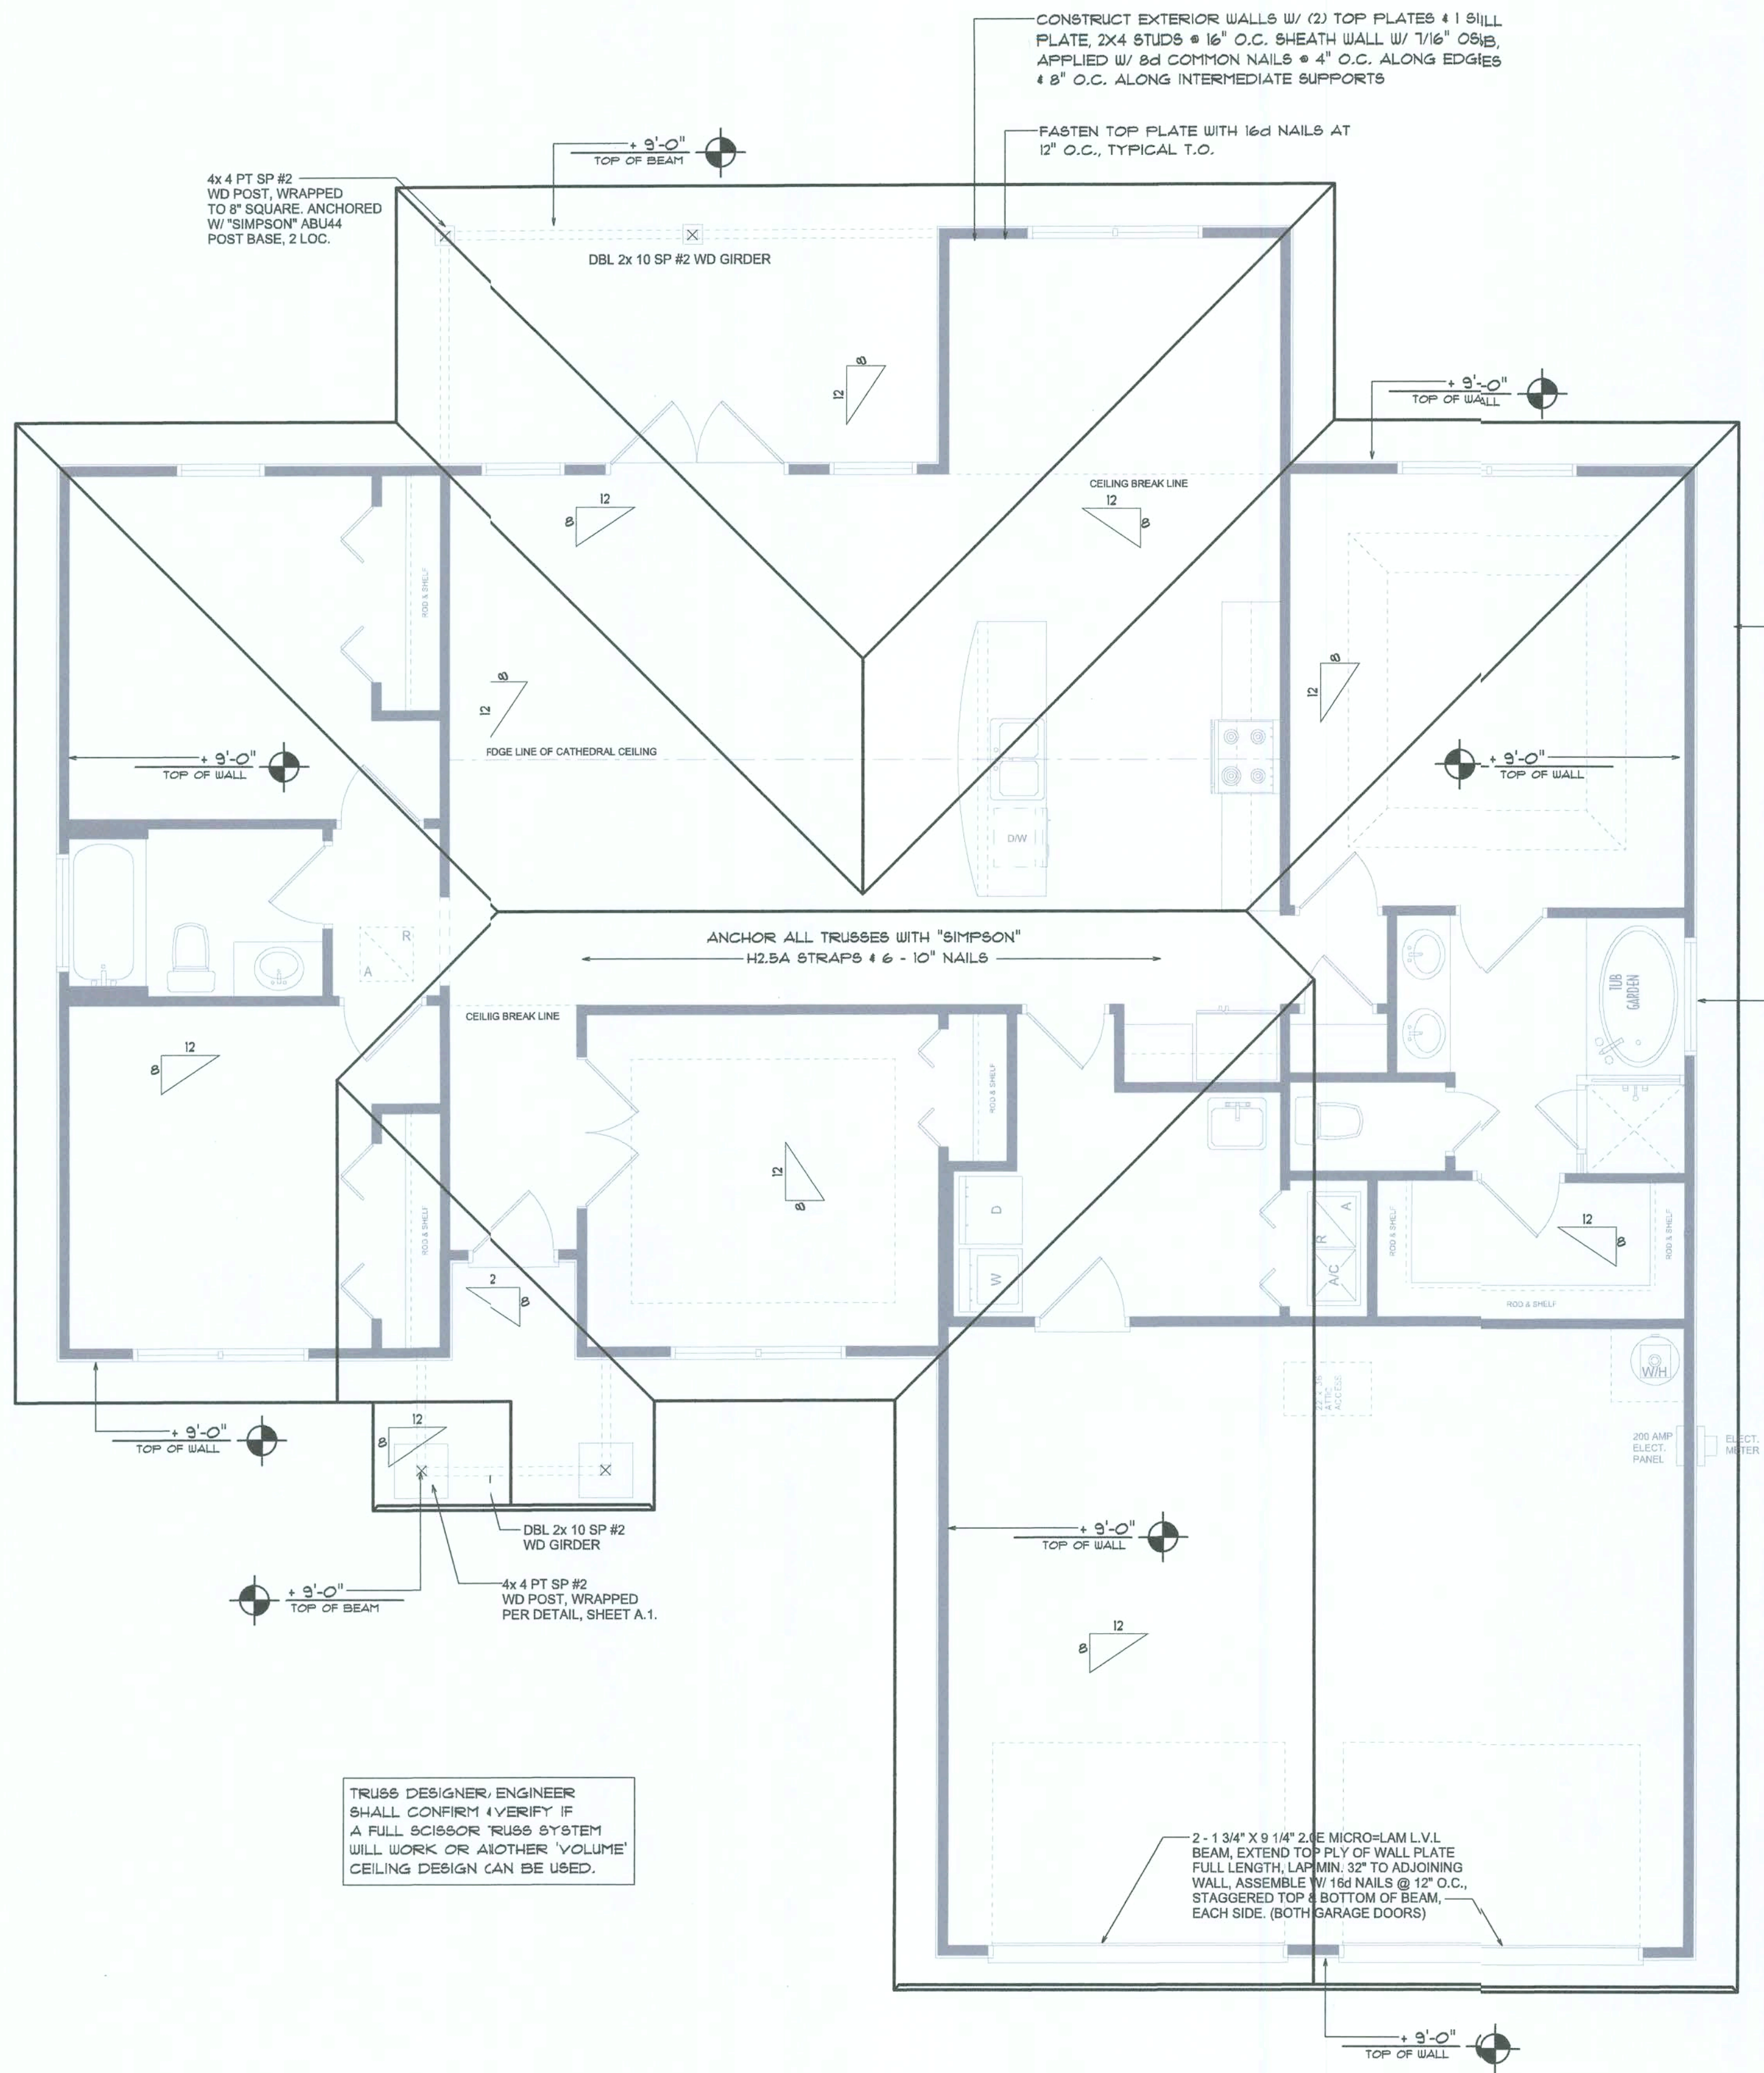 CONSTRUCT EXTERIOR WALLS W/ (2) TOP PLATES & 1 SILL
PLATE, 2X4 STUDS @ 16" O.C. SHEATH WALL W/ 7/16" OSB,
APPLIED W/ 8d COMMON NAILS @ 4" O.C. ALONG EDGES
& 8" O.C. ALONG INTERMEDIATE SUPPORTS
FASTEN TOP PLATE WITH 16d NAILS AT
12" O.C., TYPICAL T.O.
+ 9'-0"
TOP OF BEAM
4x 4 PT SP #2
WD POST, WRAPPED
TO 8" SQUARE. ANCHORED
W/ "SIMPSON" ABU44
POST BASE, 2 LOC.
DBL 2x 10 SP #2 WD GIRDER
8
12
+ 9'-0"
TOP OF WALL
CEILING BREAK LINE
12
8
12
8
ROD & SHELF
8
12
8
12
FDGE LINE OF CATHEDRAL CEILING
+ 9'-0"
TOP OF WALL
+ 9'-0"
TOP OF WALL
D/W
R
A
ANCHOR ALL TRUSSES WITH "SIMPSON"
H2.5A STRAPS & 6 - 10" NAILS
TUB
GARDEN
CEILIIG BREAK LINE
12
8
ROD & SHELF
12
8
ROD & SHELF
D
W
A
R
A/C
ROD & SHELF
12
8
ROD & SHELF
ROD & SHELF
2
8
W/H
22 x 36
ATTIC
ACCESS
200 AMP
ELECT.
PANEL
ELECT.
METER
12
8
+ 9'-0"
TOP OF WALL
DBL 2x 10 SP #2
WD GIRDER
+ 9'-0"
TOP OF WALL
4x 4 PT SP #2
WD POST, WRAPPED
PER DETAIL, SHEET A.1.
+ 9'-0"
TOP OF BEAM
12
8
TRUSS DESIGNER, ENGINEER
SHALL CONFIRM & VERIFY IF
A FULL SCISSOR TRUSS SYSTEM
WILL WORK OR ANOTHER 'VOLUME'
CEILING DESIGN CAN BE USED.
2 - 1 3/4" X 9 1/4" 2.0E MICRO=LAM L.V.L
BEAM, EXTEND TOP PLY OF WALL PLATE
FULL LENGTH, LAP MIN. 32" TO ADJOINING
WALL, ASSEMBLE W/ 16d NAILS @ 12" O.C.,
STAGGERED TOP & BOTTOM OF BEAM,
EACH SIDE. (BOTH GARAGE DOORS)
+ 9'-0"
TOP OF WALL